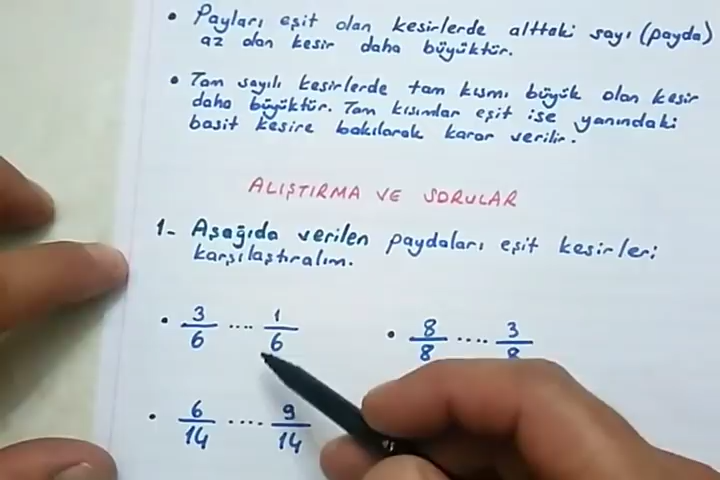 • Payları eşit olan kesirlerde alttaki sayı (payda)
az olan kesir daha büyüktür.
• Tam sayılı kesirlerde tam kısmı büyük olan kesir
daha büyüktür. Tam kısımlar eşit ise yanındaki
basit kesire bakılarak karar verilir.
ALIŞTIRMA VE SORULAR
1- Aşağıda verilen paydaları eşit kesirleri
karşılaştıralım.
• 3/6 .... 1/6 • 8/8 .... 3/8
• 6/14 .... 9/14